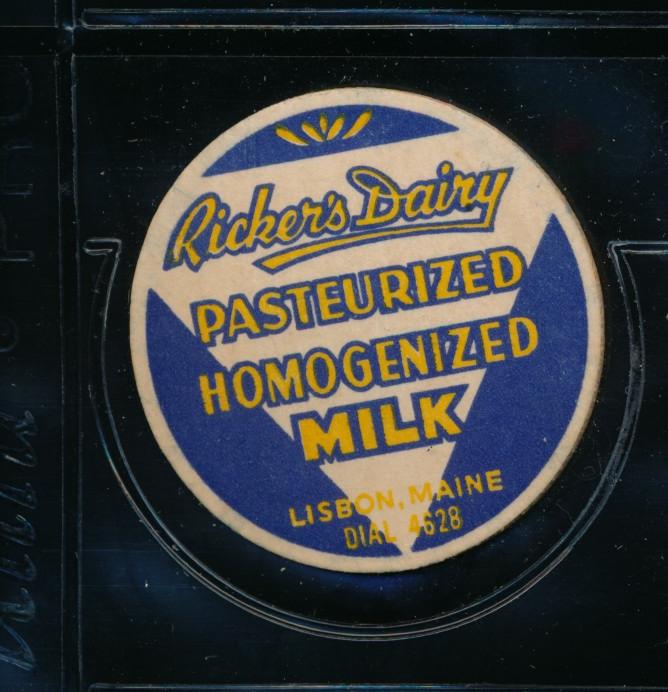 Ricker's Dairy
PASTEURIZED
HOMOGENIZED
MILK
LISBON, MAINE
DIAL 4628